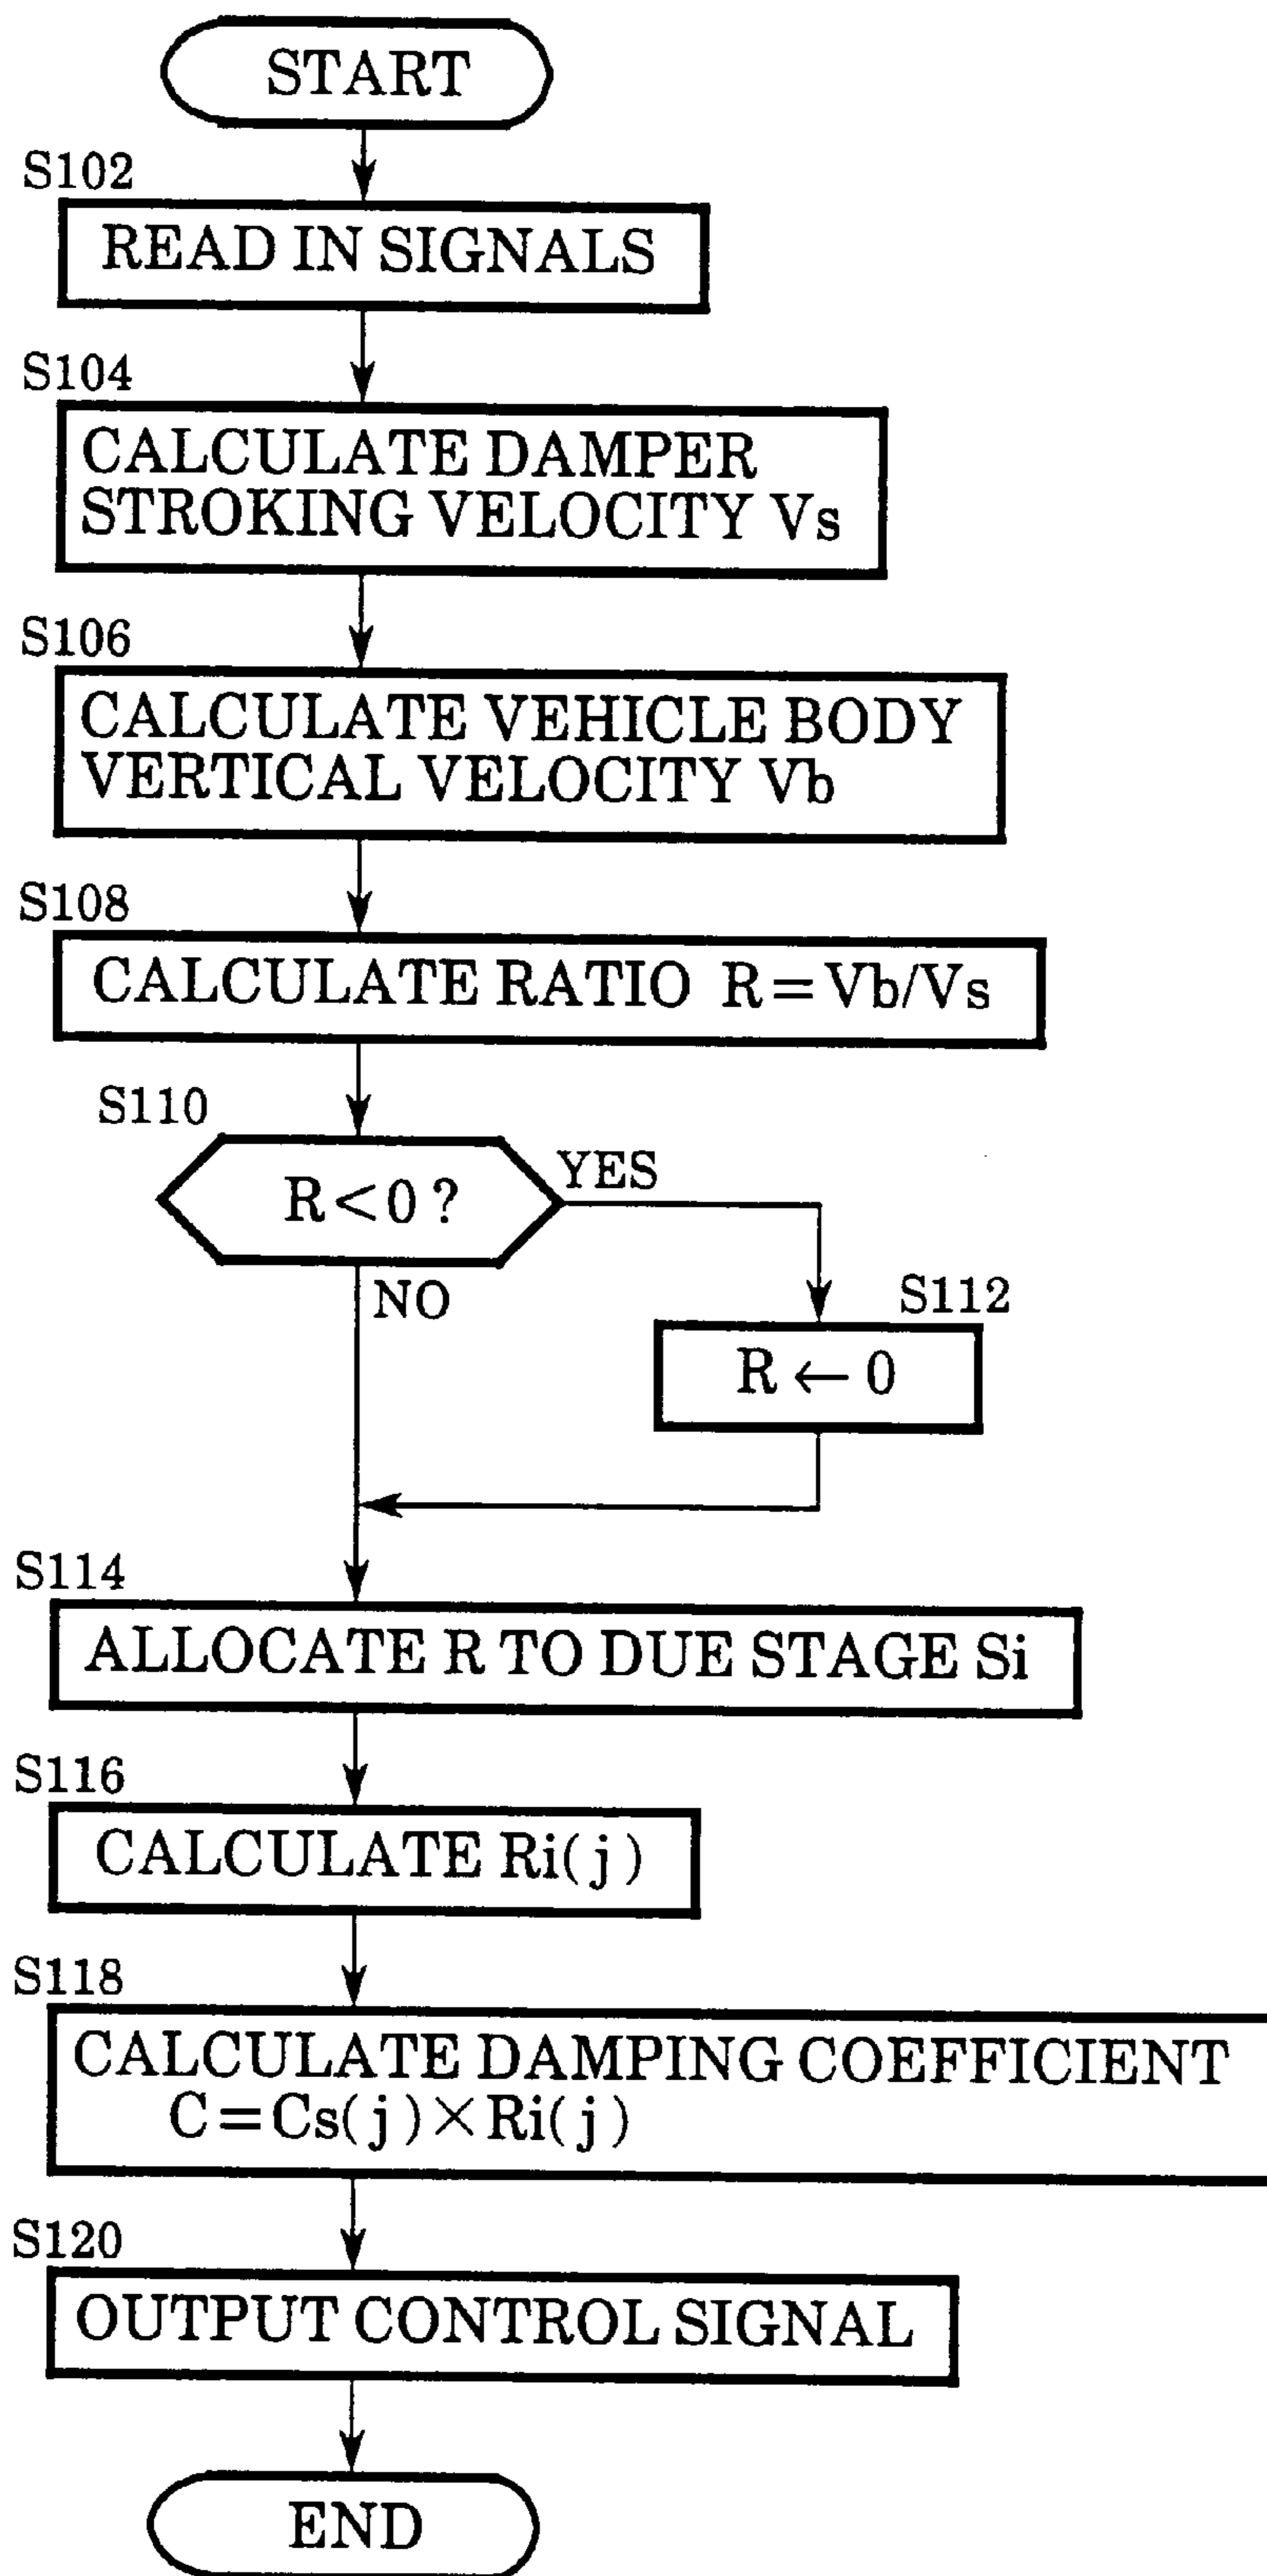 START
S102
READ IN SIGNALS
S104
CALCULATE DAMPER
STROKING VELOCITY Vs
S106
CALCULATE VEHICLE BODY
VERTICAL VELOCITY Vb
S108
CALCULATE RATIO R=Vb/Vs
S110
R<0?
YES
NO
S112
R←0
S114
ALLOCATE R TO DUE STAGE Si
S116
CALCULATE Ri(j)
S118
CALCULATE DAMPING COEFFICIENT
C=Cs(j)×Ri(j)
S120
OUTPUT CONTROL SIGNAL
END